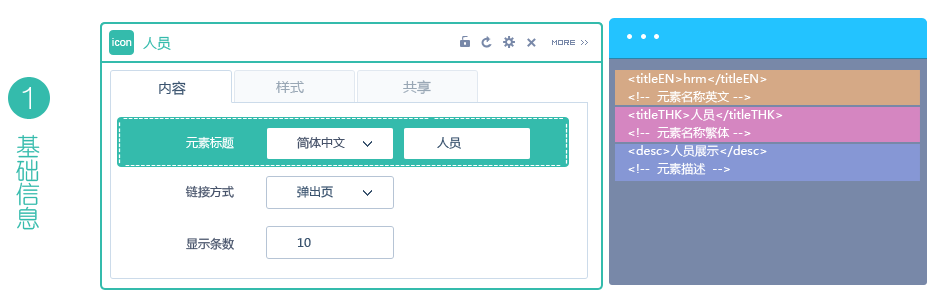 1
基础信息
icon 人员 MORE >>
内容 样式 共享
元素标题 简体中文 人员
链接方式 弹出页
显示条数 10
<titleEN>hrm</titleEN>
<!-- 元素名称英文 -->
<titleTHK>人员</titleTHK>
<!-- 元素名称繁体 -->
<desc>人员展示</desc>
<!-- 元素描述 -->